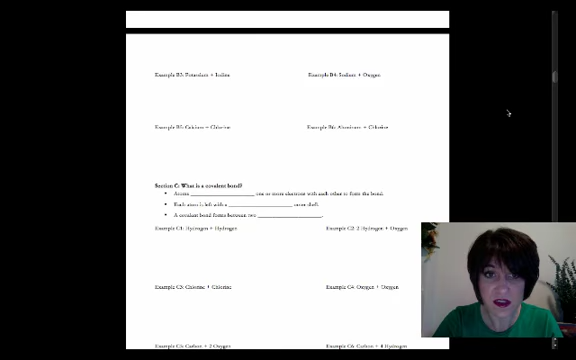 Example B3: Potassium + Iodine
Example B4: Sodium + Oxygen
Example B5: Calcium + Chlorine
Example B6: Aluminum + Chlorine
Section C: What is a covalent bond?
• Atoms ____________________ one or more electrons with each other to form the bond.
• Each atom is left with a ____________________ outer shell.
• A covalent bond forms between two ____________________.
Example C1: Hydrogen + Hydrogen
Example C2: 2 Hydrogen + Oxygen
Example C3: Chlorine + Chlorine
Example C4: Oxygen + Oxygen
Example C5: Carbon + 2 Oxygen
Example C6: Carbon + 4 Hydrogen